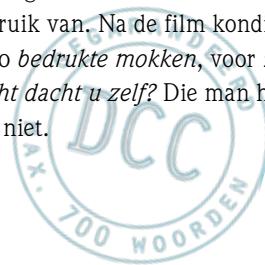 ruik van. Na de film kondi
o bedrukte mokken, voor
ht dacht u zelf? Die man h
niet.
DCC
MAX. 700 WOORDEN